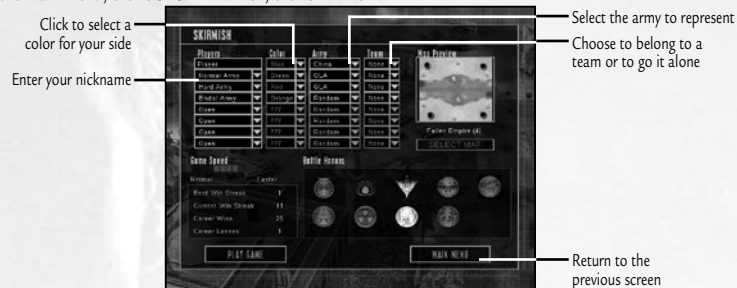 Click to select a
color for your side
Enter your nickname
Select the army to represent
Choose to belong to a
team or to go it alone
Return to the
previous screen
SKIRMISH
Players Color Army Team Map Preview
Player Blue China None
Normal Army Green GLA None
Hard Army Red GLA None
Brutal Army Orange Random None
Open ??? Random None
Open ??? Random None
Open ??? Random None
Open ??? Random None
Fallen Empire (4)
SELECT MAP
Game Speed Battle Honors
Normal Faster
Best Win Streak
Current Win Streak 11
Career Wins 25
Career Losses 1
PLAY GAME MAIN MENU